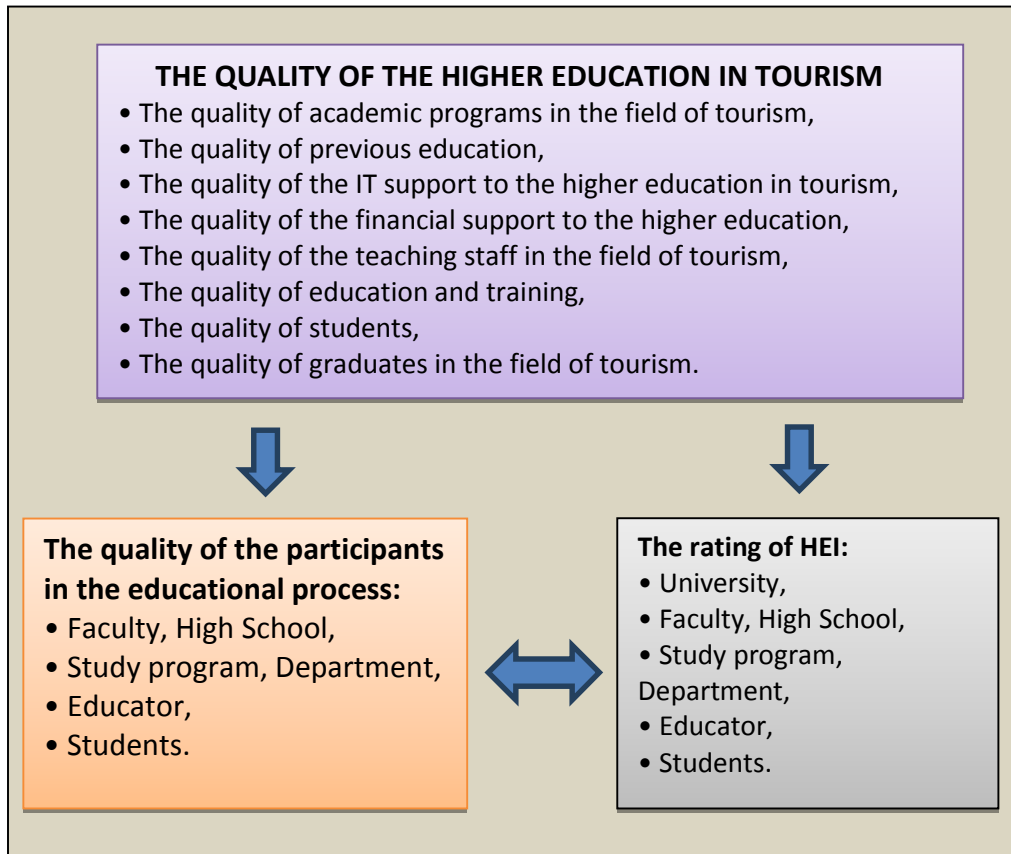 THE QUALITY OF THE HIGHER EDUCATION IN TOURISM
• The quality of academic programs in the field of tourism,
• The quality of previous education,
• The quality of the IT support to the higher education in tourism,
• The quality of the financial support to the higher education,
• The quality of the teaching staff in the field of tourism,
• The quality of education and training,
• The quality of students,
• The quality of graduates in the field of tourism.
The quality of the participants
in the educational process:
• Faculty, High School,
• Study program, Department,
• Educator,
• Students.
The rating of HEI:
• University,
• Faculty, High School,
• Study program,
Department,
• Educator,
• Students.